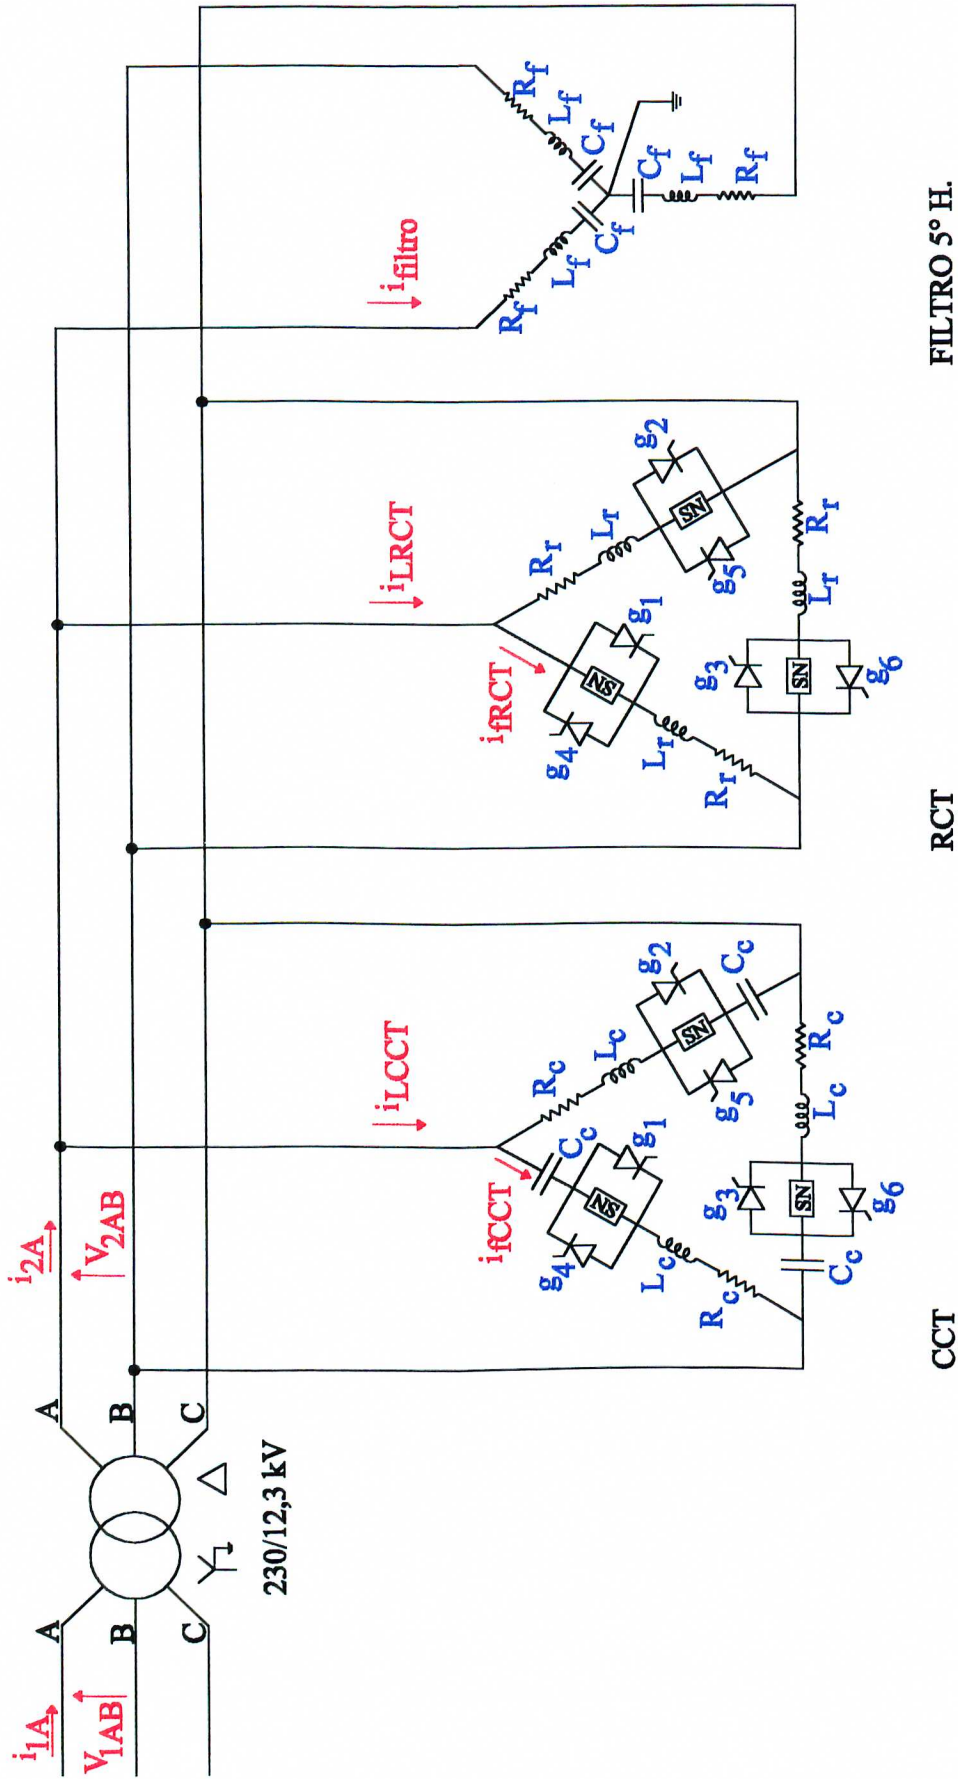 i1A
V1AB
A
B
C
230/12,3 kV
A
B
C
i2A
V2AB
iLCCT
ifCCT
Cc
g1
g4
SN
Lc
Rc
Rc
Lc
g2
SN
g5
Cc
g3
SN
g6
Cc
Lc
Rc
CCT
iLRCT
ifRCT
g1
g4
SN
Lr
Rr
Rr
Lr
g2
SN
g5
g3
SN
g6
Lr
Rr
RCT
ifiltro
Rf
Lf
Cf
Rf
Lf
Cf
Cf
Lf
Rf
FILTRO 5° H.